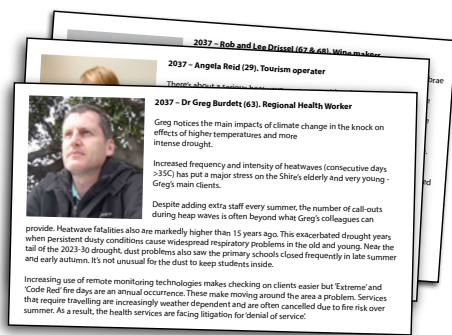 2037 – Rob and Lee Drissel (67 & 68). Wine makers
brae
2037 – Angela Reid (29). Tourism operater
There's about a serious
ed
2037 – Dr Greg Burdett (63). Regional Health Worker
Greg notices the main impacts of climate change in the knock on
effects of higher temperatures and more
intense drought.
Increased frequency and intensity of heatwaves (consecutive days
>35C) has put a major stress on the Shire's elderly and very young -
Greg's main clients.
Despite adding extra staff every summer, the number of call-outs
during heap waves is often beyond what Greg's colleagues can
provide. Heatwave fatalities also are markedly higher than 15 years ago. This exacerbated drought years
when persistent dusty conditions cause widespread respiratory problems in the old and young. Near the
tail of the 2023-30 drought, dust problems also saw the primary schools closed frequently in late summer
and early autumn. It's not unusual for the dust to keep students inside.
Increasing use of remote monitoring technologies makes checking on clients easier but 'Extreme' and
'Code Red' fire days are an annual occurrence. These make moving around the area a problem. Services
that require travelling are increasingly weather dependent and are often cancelled due to fire risk over
summer. As a result, the health services are facing litigation for 'denial of service'.